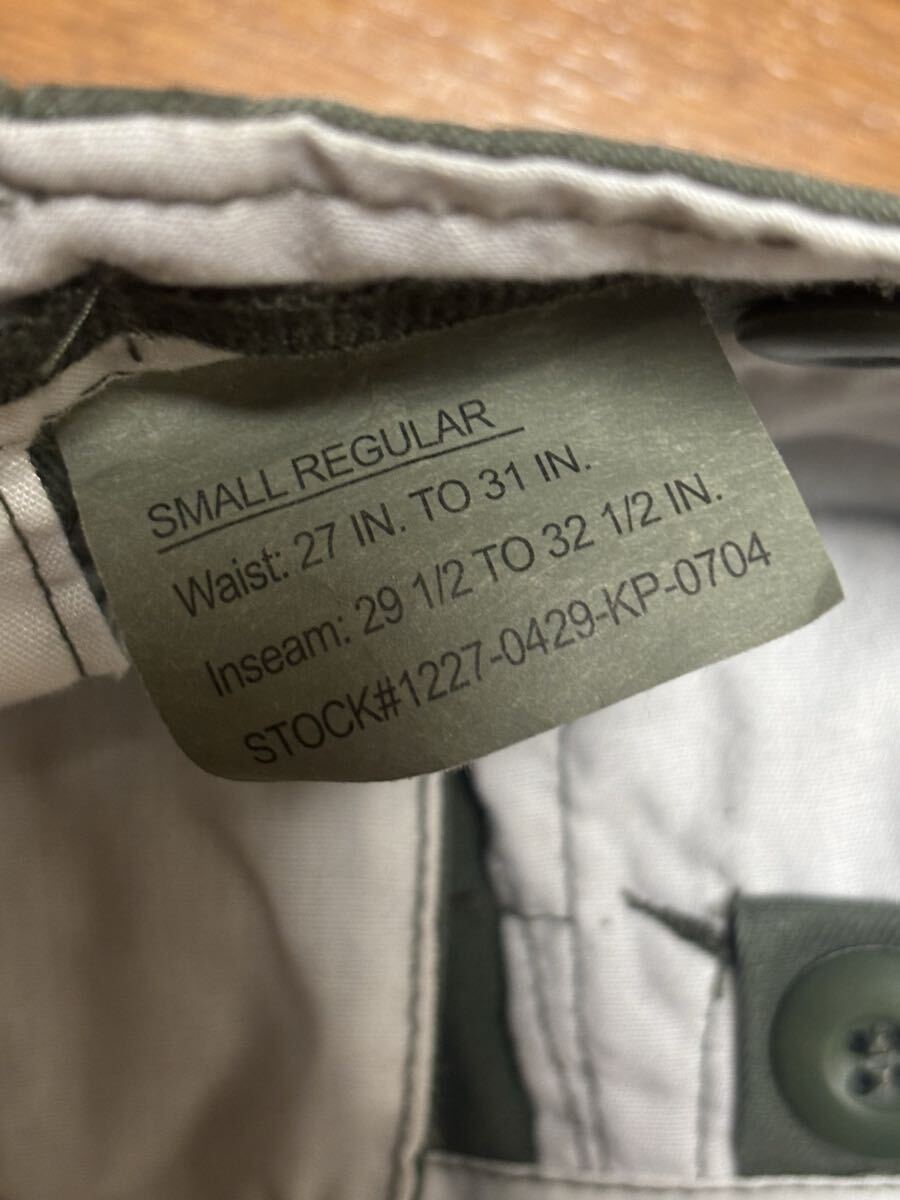 SMALL REGULAR
Waist: 27 IN. TO 31 IN.
Inseam: 29 1/2 TO 32 1/2 IN.
STOCK#1227-0429-KP-0704